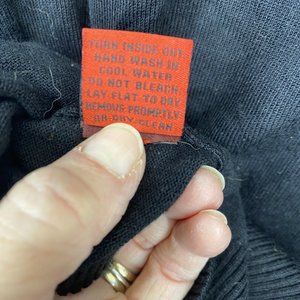 TURN INSIDE OUT.
HAND WASH IN
COOL WATER
DO NOT BLEACH.
LAY FLAT TO DRY
REMOVE PROMPTLY
OR DRY CLEAN